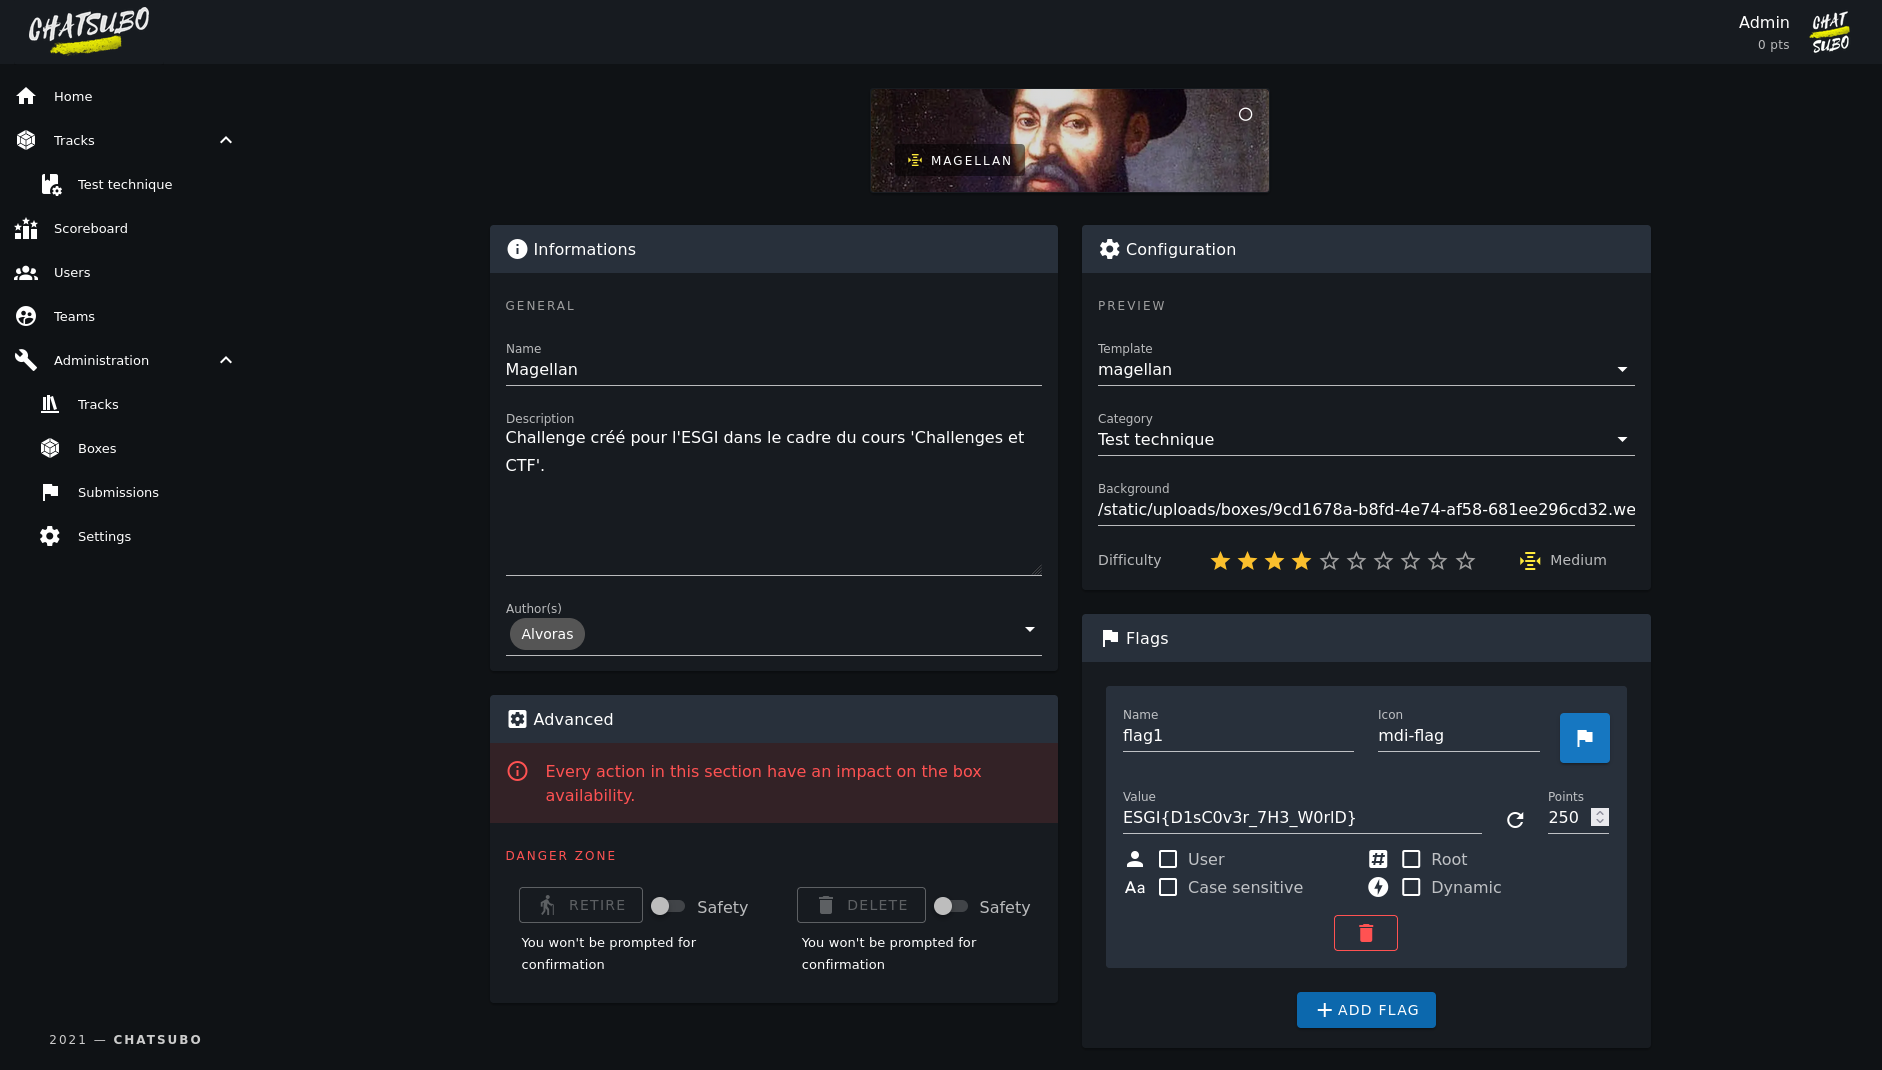 CHATSUBO
Admin
0 pts
CHAT
SUBO
Home
Tracks
Test technique
Scoreboard
Users
Teams
Administration
Tracks
Boxes
Submissions
Settings
2021 — CHATSUBO
MAGELLAN
Informations
GENERAL
Name
Magellan
Description
Challenge créé pour l'ESGI dans le cadre du cours 'Challenges et
CTF'.
Author(s)
Alvoras
Advanced
Every action in this section have an impact on the box
availability.
DANGER ZONE
RETIRE
Safety
DELETE
Safety
You won't be prompted for
confirmation
You won't be prompted for
confirmation
Configuration
PREVIEW
Template
magellan
Category
Test technique
Background
/static/uploads/boxes/9cd1678a-b8fd-4e74-af58-681ee296cd32.we
Difficulty
Medium
Flags
Name
flag1
Icon
mdi-flag
Value
ESGI{D1sC0v3r_7H3_W0rlD}
Points
250
User
# Root
Aa Case sensitive
Dynamic
ADD FLAG